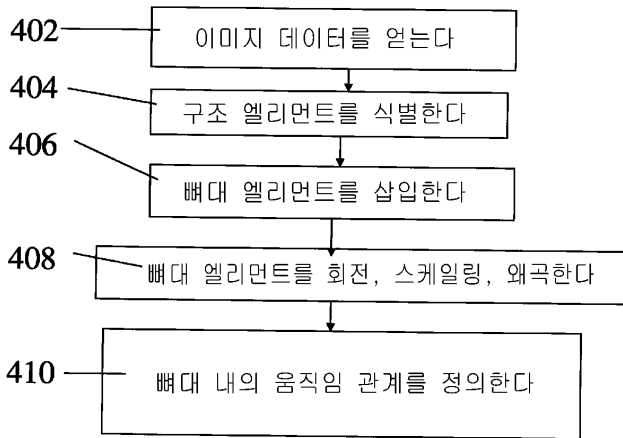 402
이미지 데이터를 얻는다
404
구조 엘리먼트를 식별한다
406
뼈대 엘리먼트를 삽입한다
408
뼈대 엘리먼트를 회전, 스케일링, 왜곡한다
410
뼈대 내의 움직임 관계를 정의한다